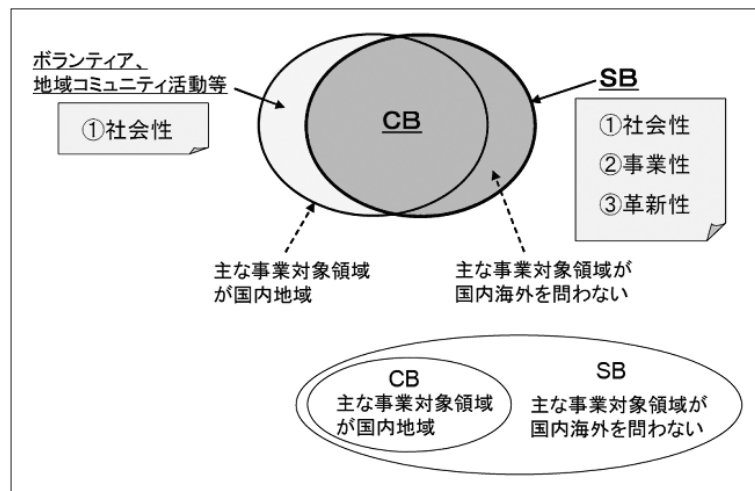 ボランティア、
地域コミュニティ活動等
①社会性
CB
SB
①社会性
②事業性
③革新性
主な事業対象領域
が国内地域
主な事業対象領域が
国内海外を問わない
CB
主な事業対象領域
が国内地域
SB
主な事業対象領域が
国内海外を問わない